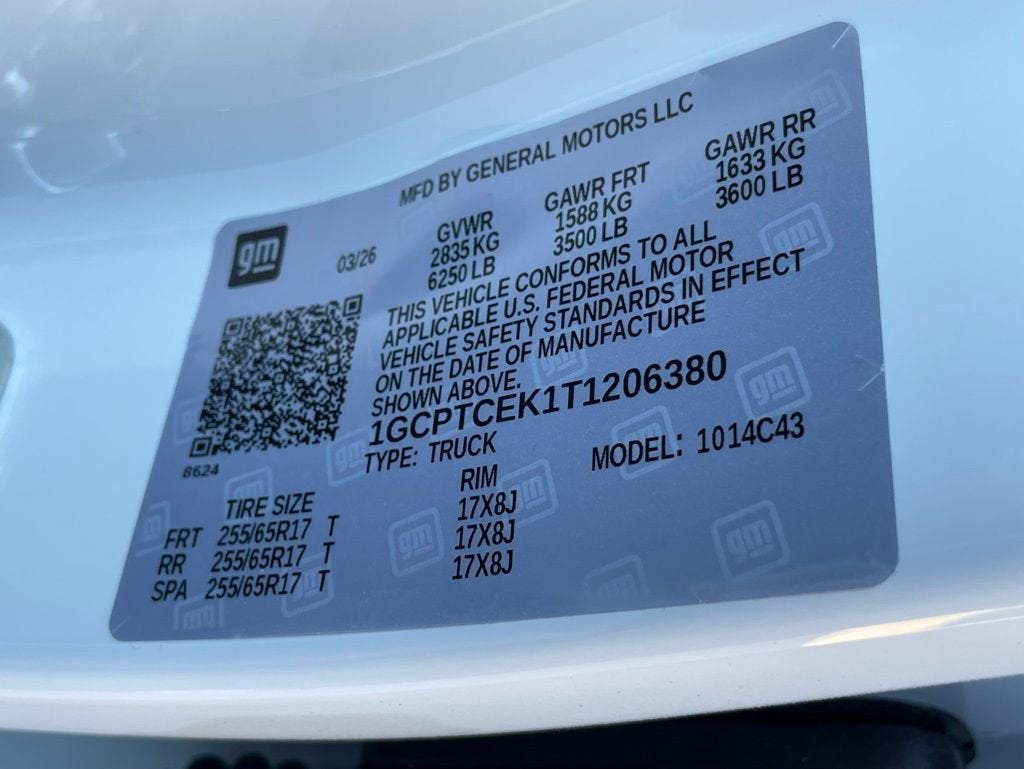 MFD BY GENERAL MOTORS LLC
gm
03/26
GVWR GAWR FRT GAWR RR
2835 KG 1588 KG 1633 KG
6250 LB 3500 LB 3600 LB
THIS VEHICLE CONFORMS TO ALL
APPLICABLE U.S. FEDERAL MOTOR
VEHICLE SAFETY STANDARDS IN EFFECT
ON THE DATE OF MANUFACTURE
SHOWN ABOVE.
1GCPTCEK1T1206380
8624
TYPE: TRUCK MODEL: 1014C43
TIRE SIZE RIM
FRT 255/65R17 T 17X8J
RR 255/65R17 T 17X8J
SPA 255/65R17 T 17X8J